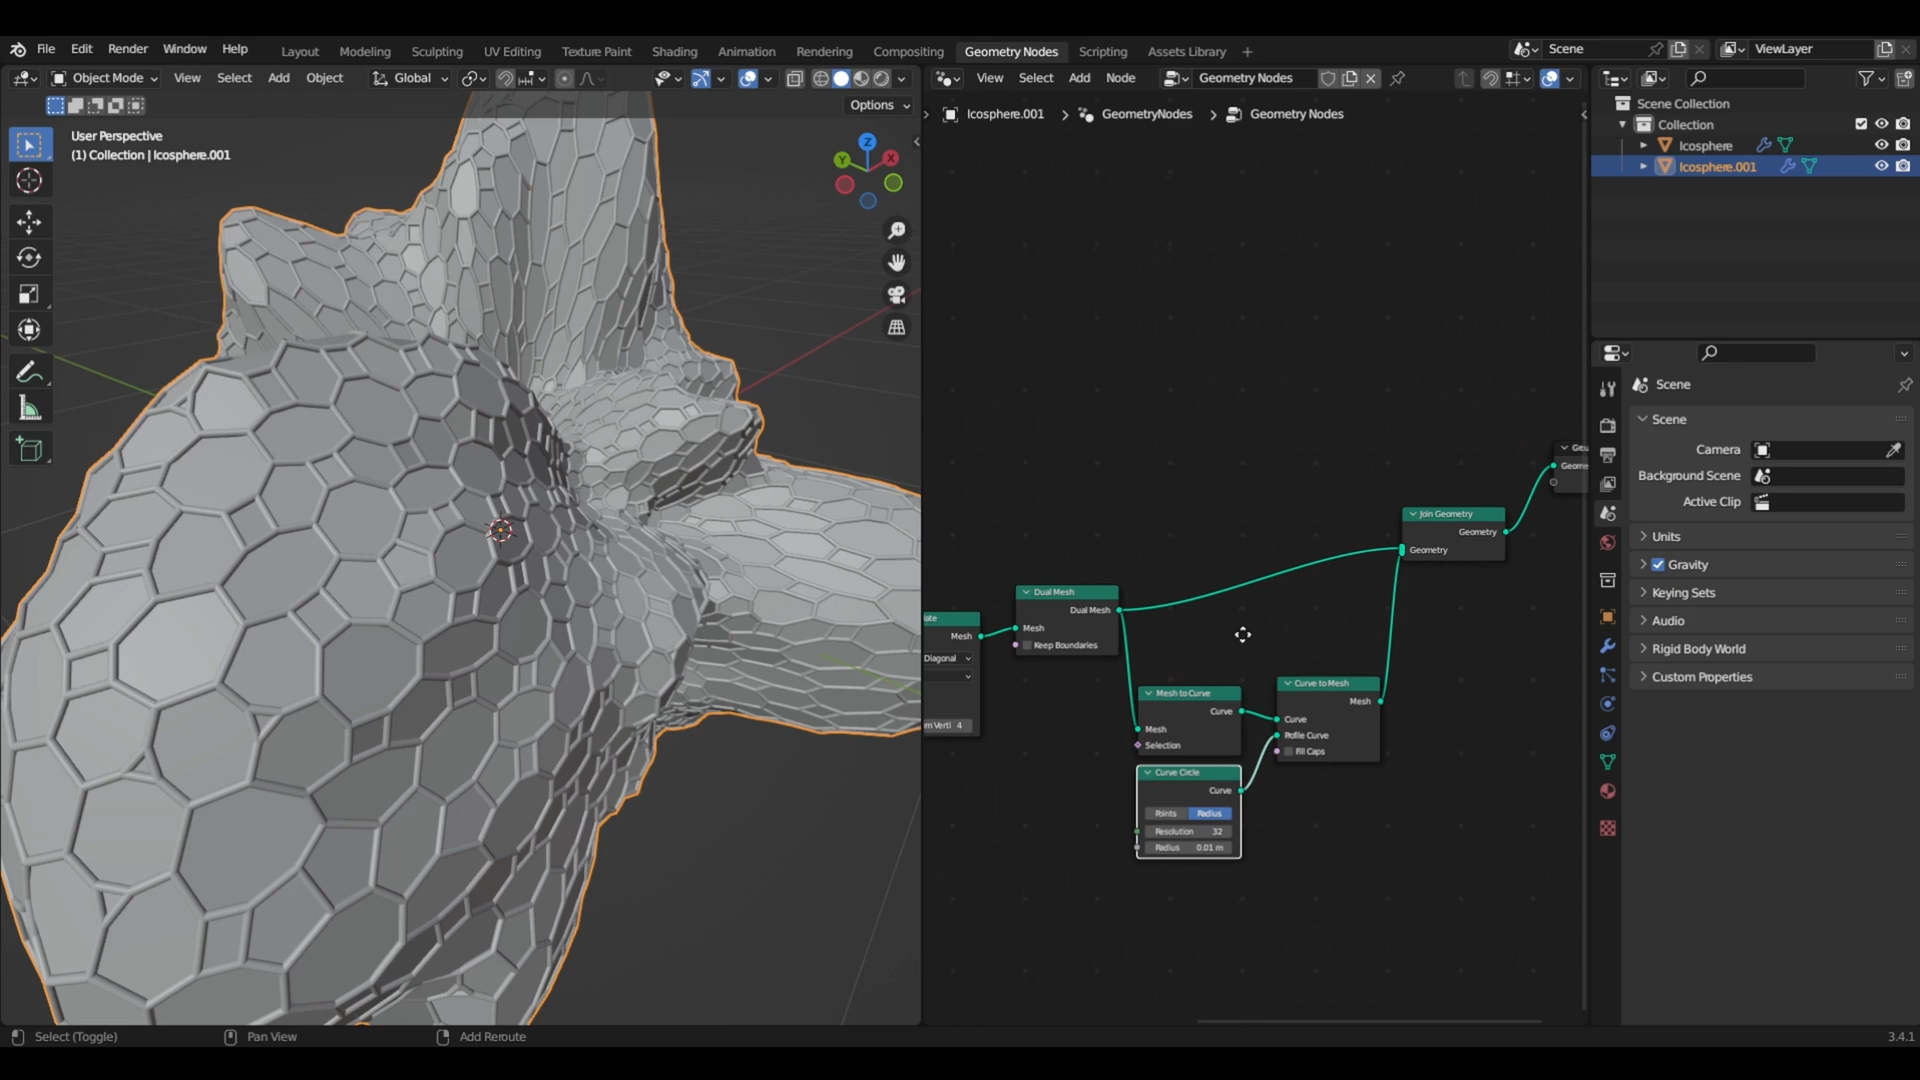 File Edit Render Window Help Layout Modeling Sculpting UV Editing Texture Paint Shading Animation Rendering Compositing Geometry Nodes Scripting Assets Library + Scene ViewLayer
Object Mode View Select Add Object Global View Select Add Node Geometry Nodes
Options
Icosphere.001 > GeometryNodes > Geometry Nodes
User Perspective
(1) Collection | Icosphere.001
Z
Y
X
Scene Collection
Collection
Icosphere
Icosphere.001
Scene
Scene
Camera
Background Scene
Active Clip
Units
Gravity
Keying Sets
Audio
Rigid Body World
Custom Properties
Geome
Join Geometry
Geometry
Geometry
Dual Mesh
Dual Mesh
Mesh
Keep Boundaries
Mesh
Diagonal
4
Mesh to Curve
Curve
Mesh
Selection
Curve to Mesh
Mesh
Curve
Profile Curve
Fill Caps
Curve Circle
Curve
Points Radius
Resolution 32
Radius 0.01 m
Select (Toggle) Pan View Add Reroute 3.4.1